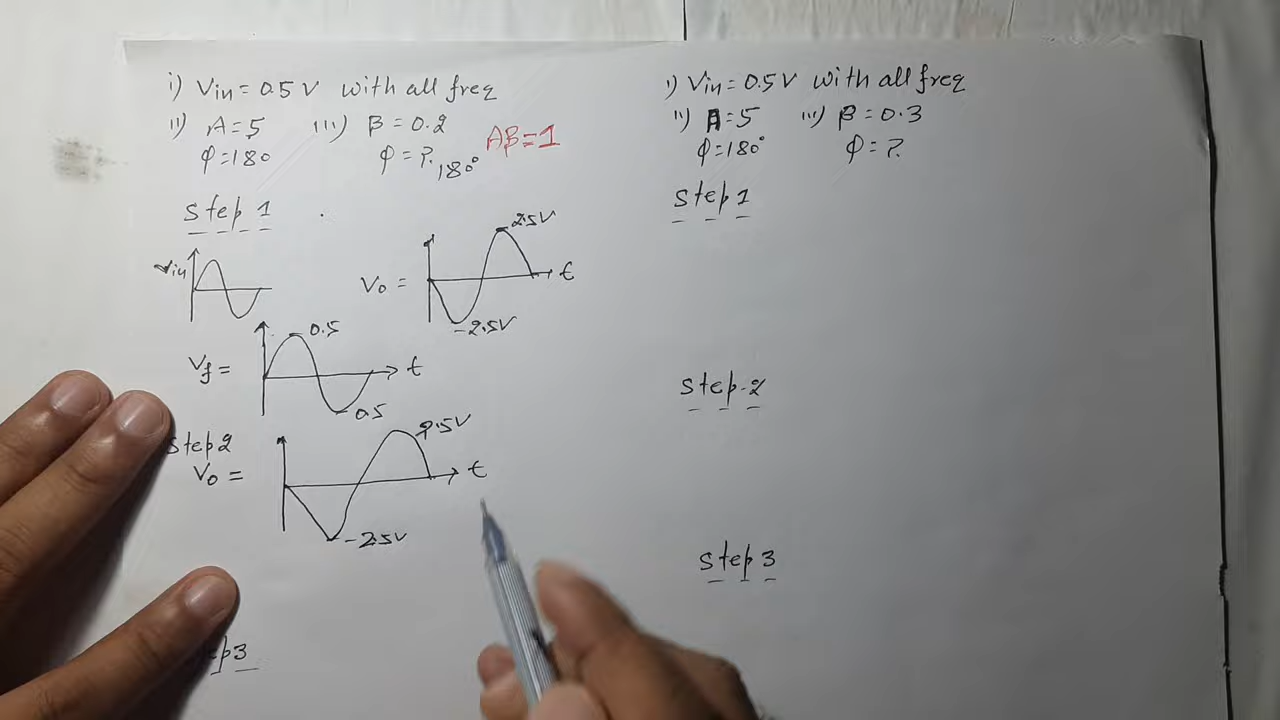 i) Vin = 0.5 V with all freq
ii) A = 5 iii) β = 0.2 Aβ = 1
φ = 180 φ = ? 180°
Step 1
Vin
Vo = 2.5V t -2.5V
Vf = 0.5 t 0.5
Step 2
Vo = 2.5V t -2.5V
i) Vin = 0.5 V with all freq
ii) A = 5 iii) β = 0.3
φ = 180° φ = ?
Step 1
Step-2
Step 3